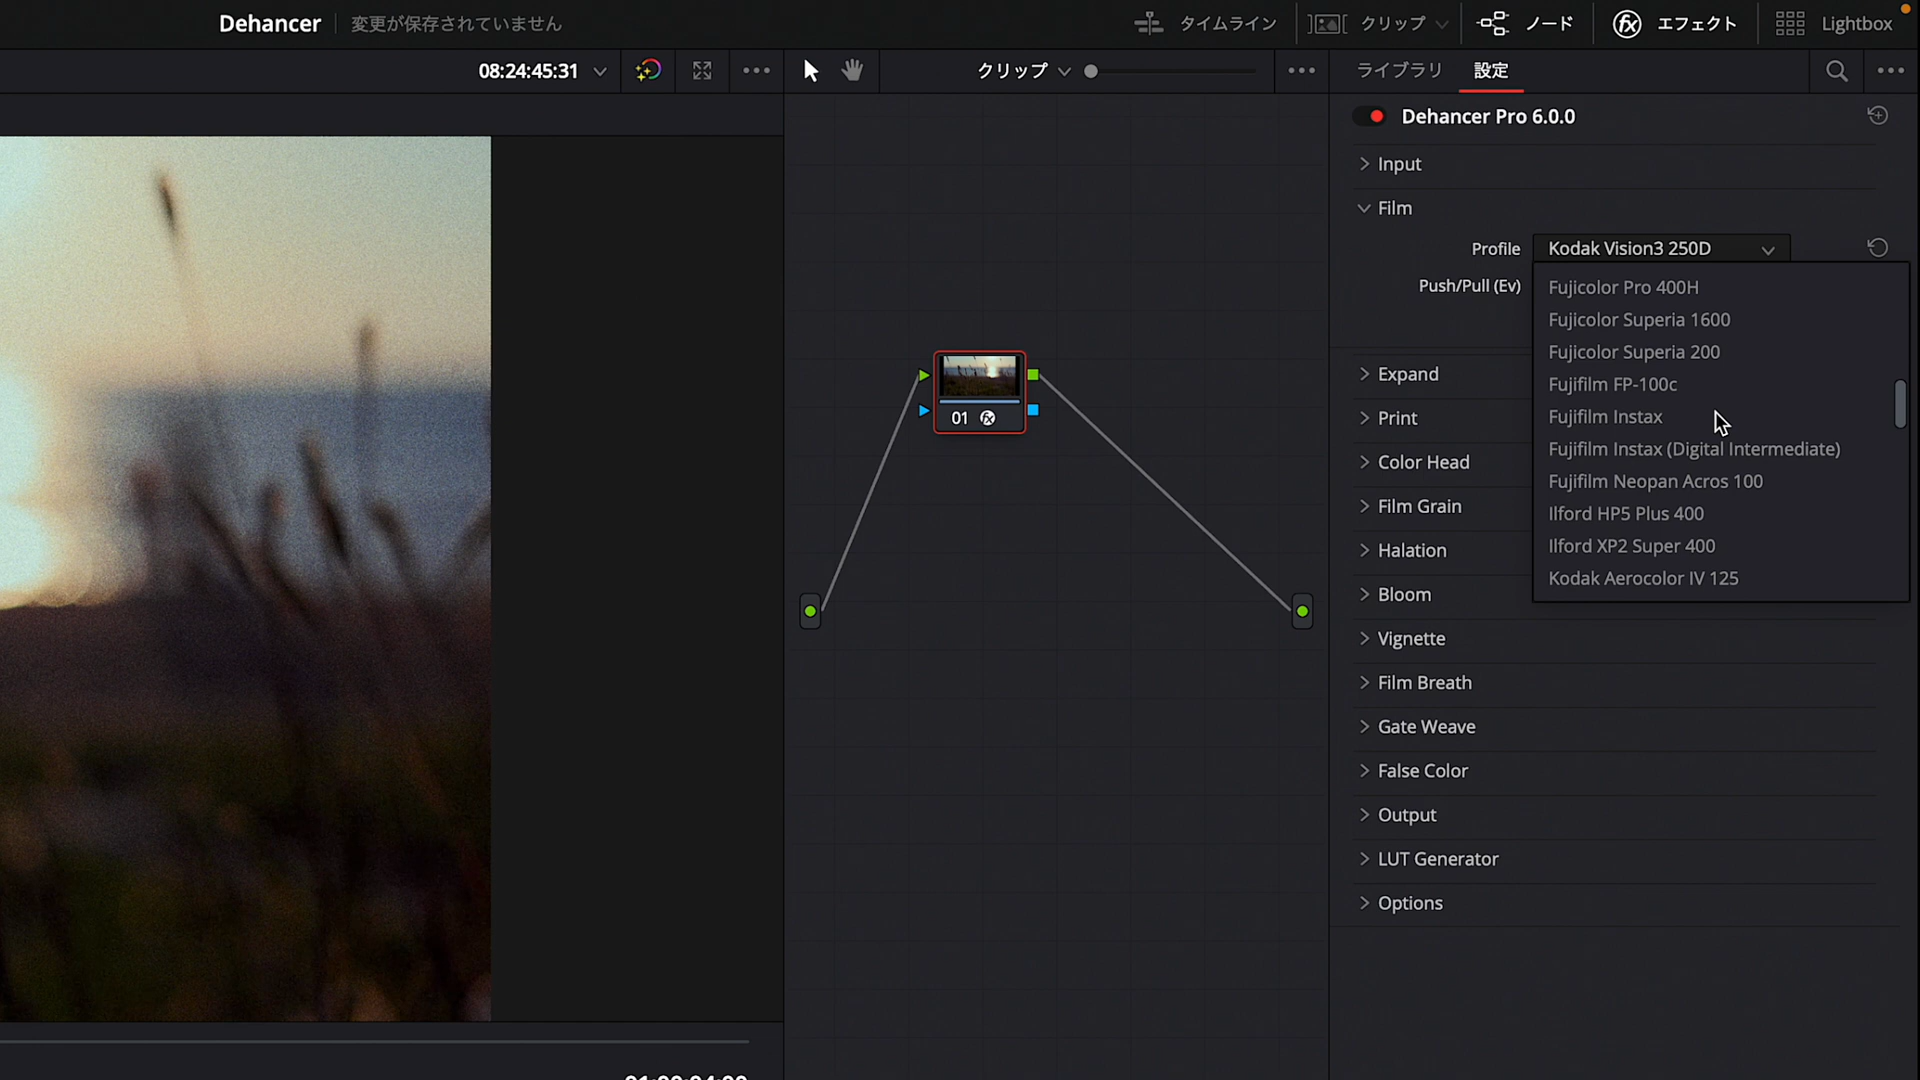 Dehancer
変更が保存されていません
タイムライン
クリップ
ノード
エフェクト
Lightbox
08:24:45:31
クリップ
ライブラリ
設定
Dehancer Pro 6.0.0
Input
Film
Profile
Kodak Vision3 250D
Push/Pull (Ev)
Fujicolor Pro 400H
Fujicolor Superia 1600
Fujicolor Superia 200
Fujifilm FP-100c
Fujifilm Instax
Fujifilm Instax (Digital Intermediate)
Fujifilm Neopan Acros 100
Ilford HP5 Plus 400
Ilford XP2 Super 400
Kodak Aerocolor IV 125
Expand
Print
Color Head
Film Grain
Halation
Bloom
Vignette
Film Breath
Gate Weave
False Color
Output
LUT Generator
Options
01